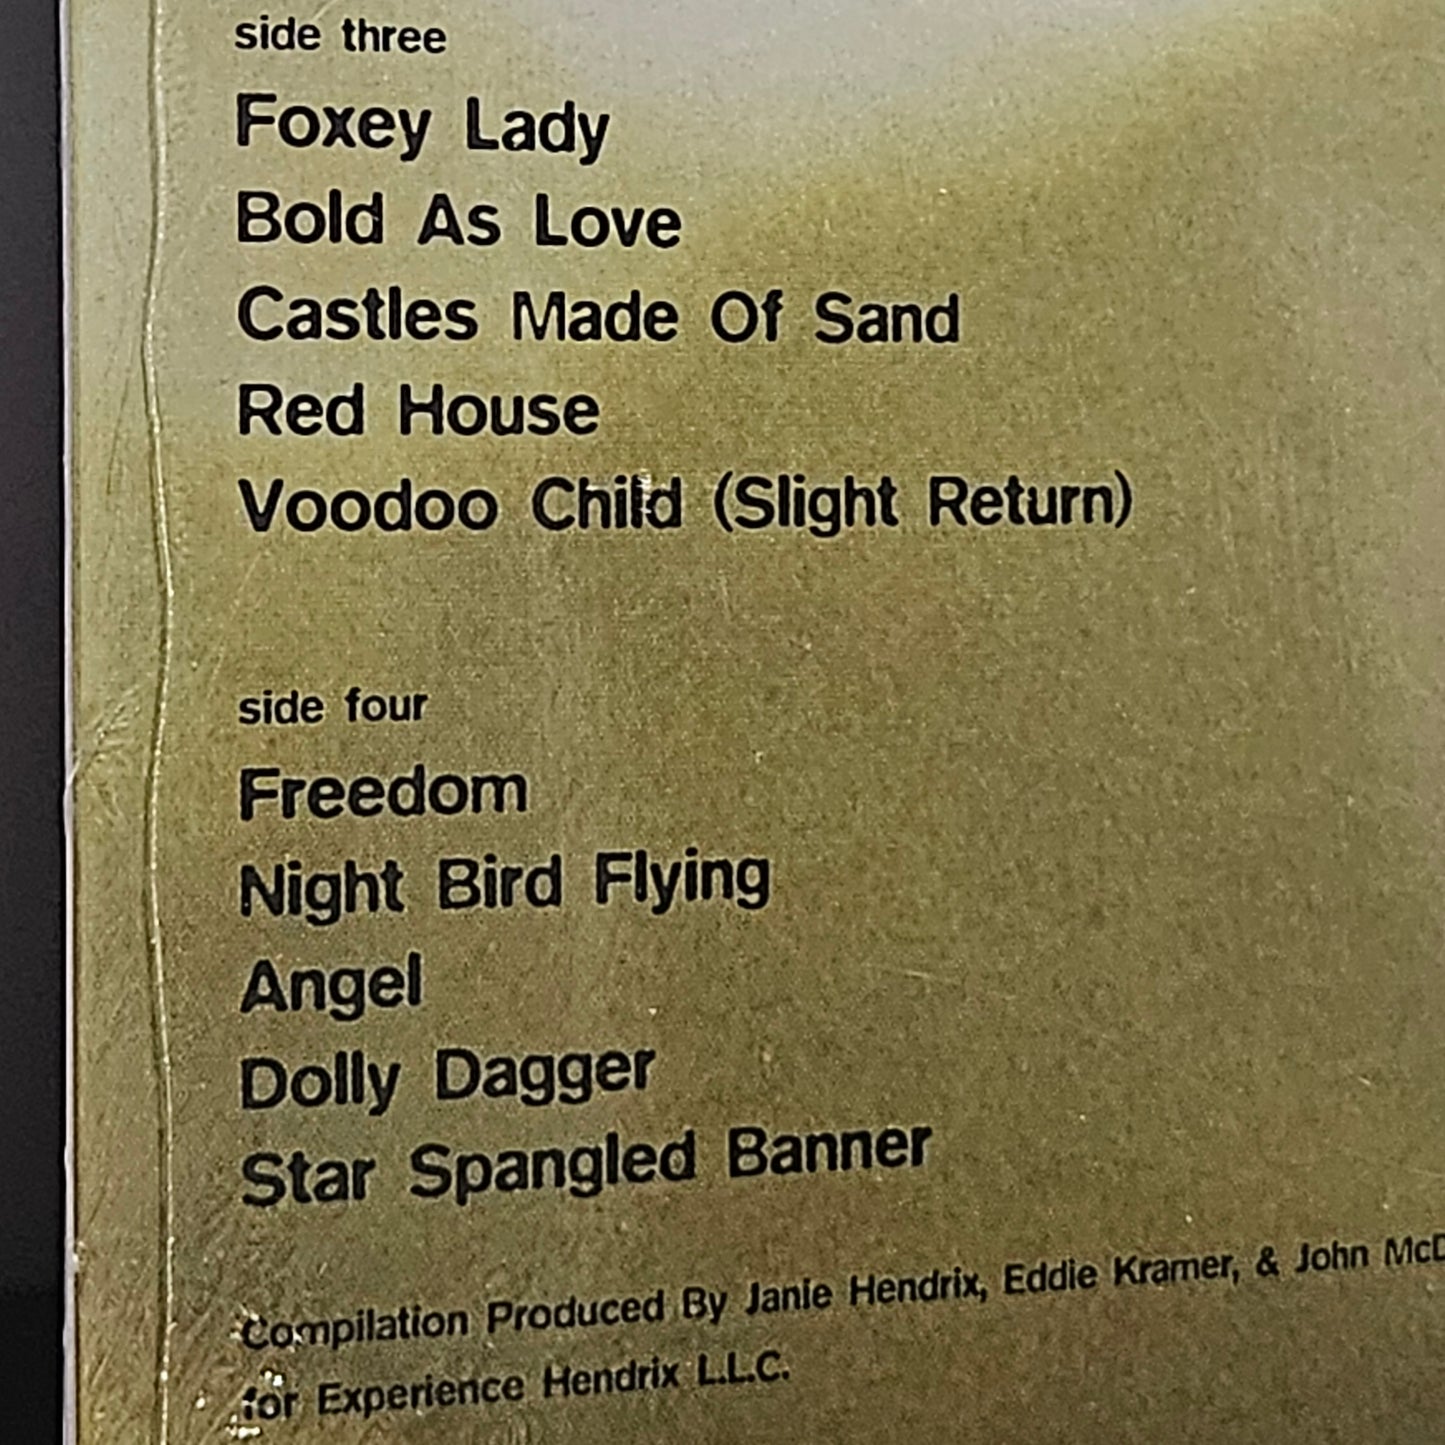 side three
Foxey Lady
Bold As Love
Castles Made Of Sand
Red House
Voodoo Child (Slight Return)
side four
Freedom
Night Bird Flying
Angel
Dolly Dagger
Star Spangled Banner
Compilation Produced By Janie Hendrix, Eddie Kramer, & John
for Experience Hendrix L.L.C.